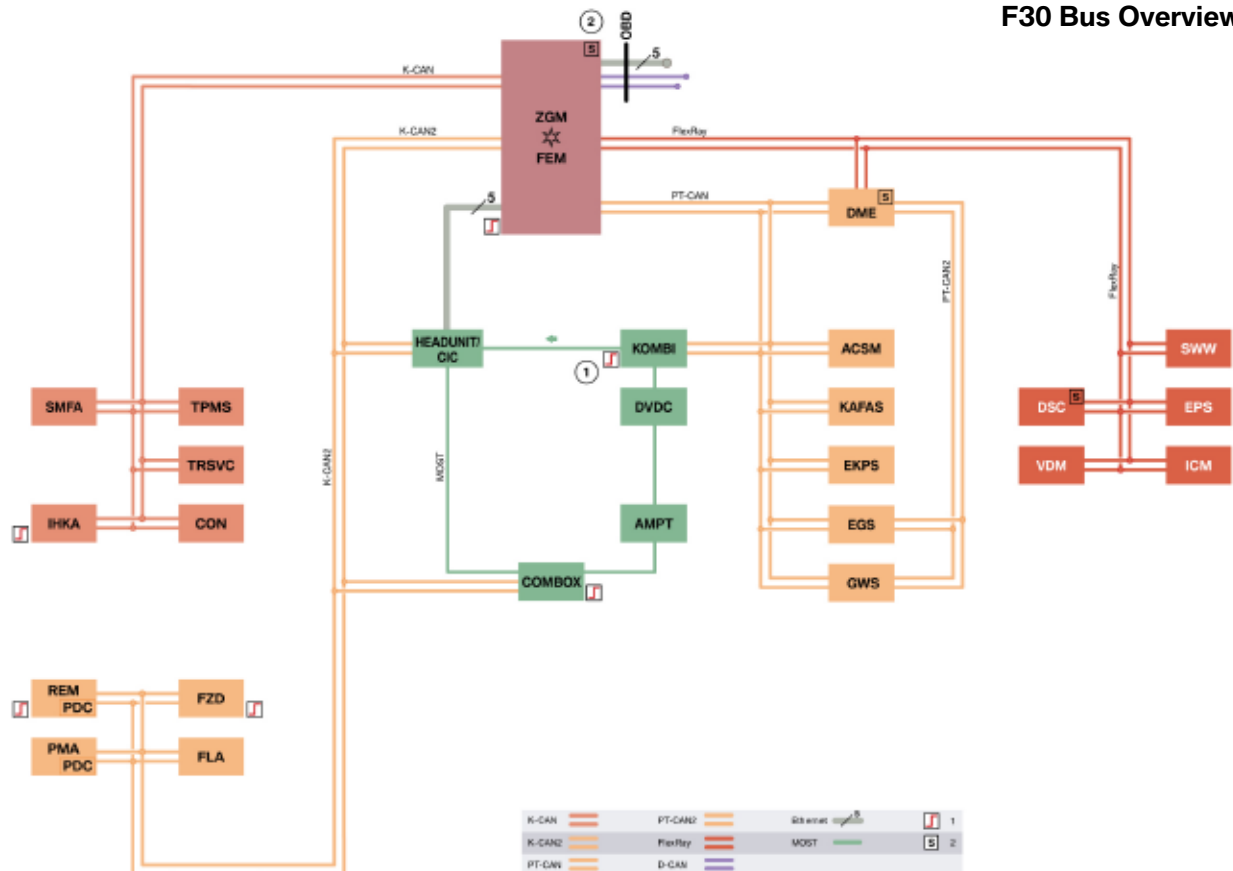 F30 Bus Overview
2
OBD
S
5
K-CAN
ZGM
FEM
K-CAN2
FlexRay
5
PT-CAN
S
DME
PT-CAN2
FlexRay
HEADUNIT/
CIC
KOMBI
ACSM
SWW
1
SMFA
TPMS
DVDC
KAFAS
DSC
S
EPS
K-CAN2
MOST
TRSVC
EKPS
VDM
ICM
IHKA
CON
AMPT
EGS
COMBOX
GWS
REM
PDC
FZD
PMA
PDC
FLA
K-CAN
PT-CAN2
Ethernet
5
1
K-CAN2
FlexRay
MOST
S
2
PT-CAN
D-CAN